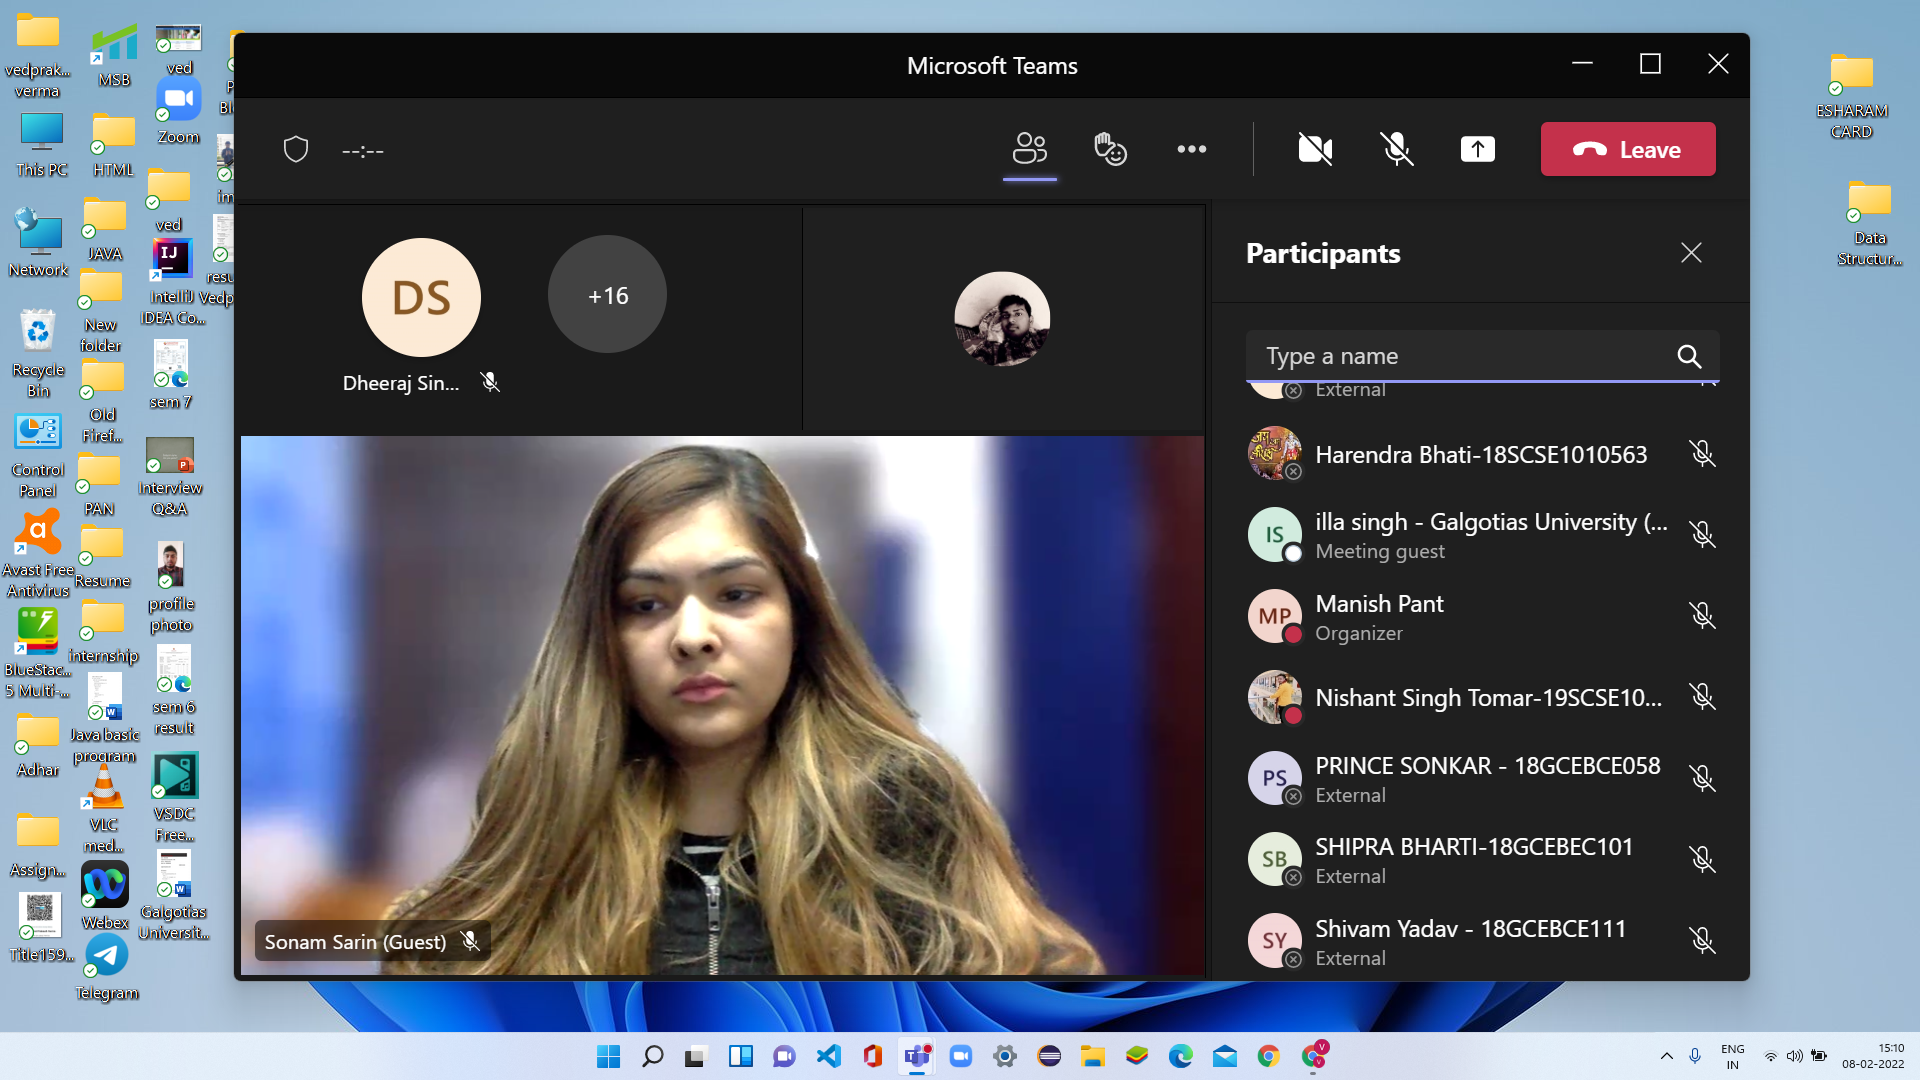 vedprak...
verma
This PC
Network
Recycle
Bin
Control
Panel
Avast Free
Antivirus
BlueStac...
5 Multi-...
Adhar
Assign...
Title159...
MSB
HTML
JAVA
New
folder
Old
Firef...
PAN
Resume
internship
Java basic
program
VLC
med...
Webex
Telegram
ved
Zoom
ved
IntelliJ
IDEA Co...
sem 7
Interview
Q&A
profile
photo
sem 6
result
VSDC
Free...
Galgotias
Universit...
Microsoft Teams
--:--
Leave
DS
+16
Dheeraj Sin...
Sonam Sarin (Guest)
Participants
Type a name
External
Harendra Bhati-18SCSE1010563
IS
illa singh - Galgotias University (...
Meeting guest
MP
Manish Pant
Organizer
Nishant Singh Tomar-19SCSE10...
PS
PRINCE SONKAR - 18GCEBCE058
External
SB
SHIPRA BHARTI-18GCEBEC101
External
SY
Shivam Yadav - 18GCEBCE111
External
ESHARAM
CARD
Data
Structur...
ENG
IN
15:10
08-02-2022